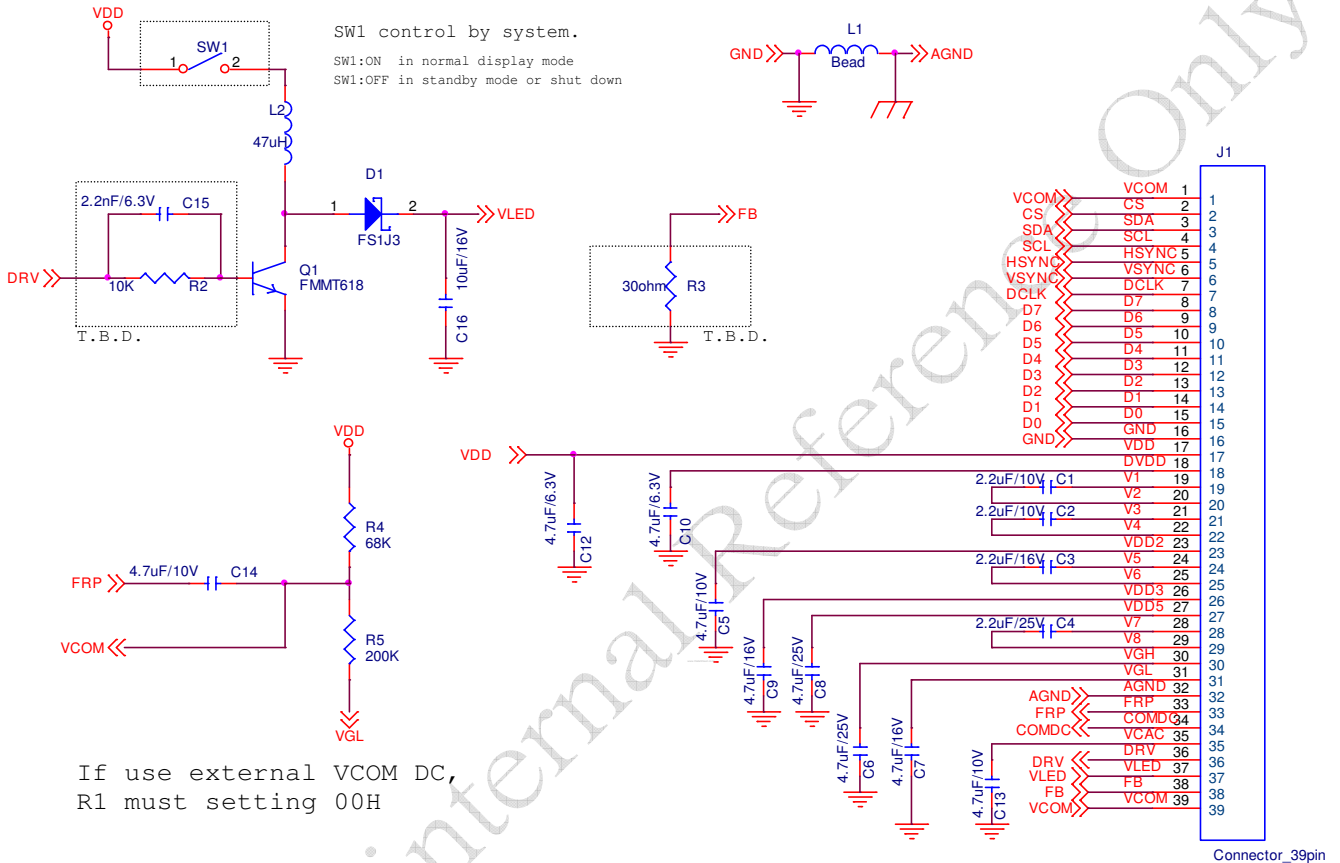 VDD
SW1
1 2
SW1 control by system.
SW1:ON in normal display mode
SW1:OFF in standby mode or shut down
L2
47uH
GND
L1
Bead
AGND
2.2nF/6.3V C15
DRV
10K R2
T.B.D.
Q1
FMMT618
D1
1 2
FS1J3
VLED
10uF/16V
C16
FB
30ohm R3
T.B.D.
VDD
R4
68K
FRP
4.7uF/10V C14
VCOM
R5
200K
VGL
If use external VCOM DC,
R1 must setting 00H
VDD
4.7uF/6.3V
C12
4.7uF/6.3V
C10
4.7uF/10V
C5
4.7uF/16V
C9
4.7uF/25V
C8
4.7uF/25V
C6
4.7uF/16V
C7
4.7uF/10V
C13
2.2uF/10V C1
2.2uF/10V C2
2.2uF/16V C3
2.2uF/25V C4
J1
VCOM VCOM 1 1
CS CS 2 2
SDA SDA 3 3
SCL SCL 4 4
HSYNC HSYNC 5 5
VSYNC VSYNC 6 6
DCLK DCLK 7 7
D7 D7 8 8
D6 D6 9 9
D5 D5 10 10
D4 D4 11 11
D3 D3 12 12
D2 D2 13 13
D1 D1 14 14
D0 D0 15 15
GND GND 16 16
VDD 17 17
DVDD 18 18
V1 19 19
V2 20 20
V3 21 21
V4 22 22
VDD2 23 23
V5 24 24
V6 25 25
VDD3 26 26
VDD5 27 27
V7 28 28
V8 29 29
VGH 30 30
VGL 31 31
AGND AGND 32 32
FRP FRP 33 33
COMDC COMDC 34 34
VCAC 35 35
DRV DRV 36 36
VLED VLED 37 37
FB FB 38 38
VCOM VCOM 39 39
Connector_39pin
internal Reference Only